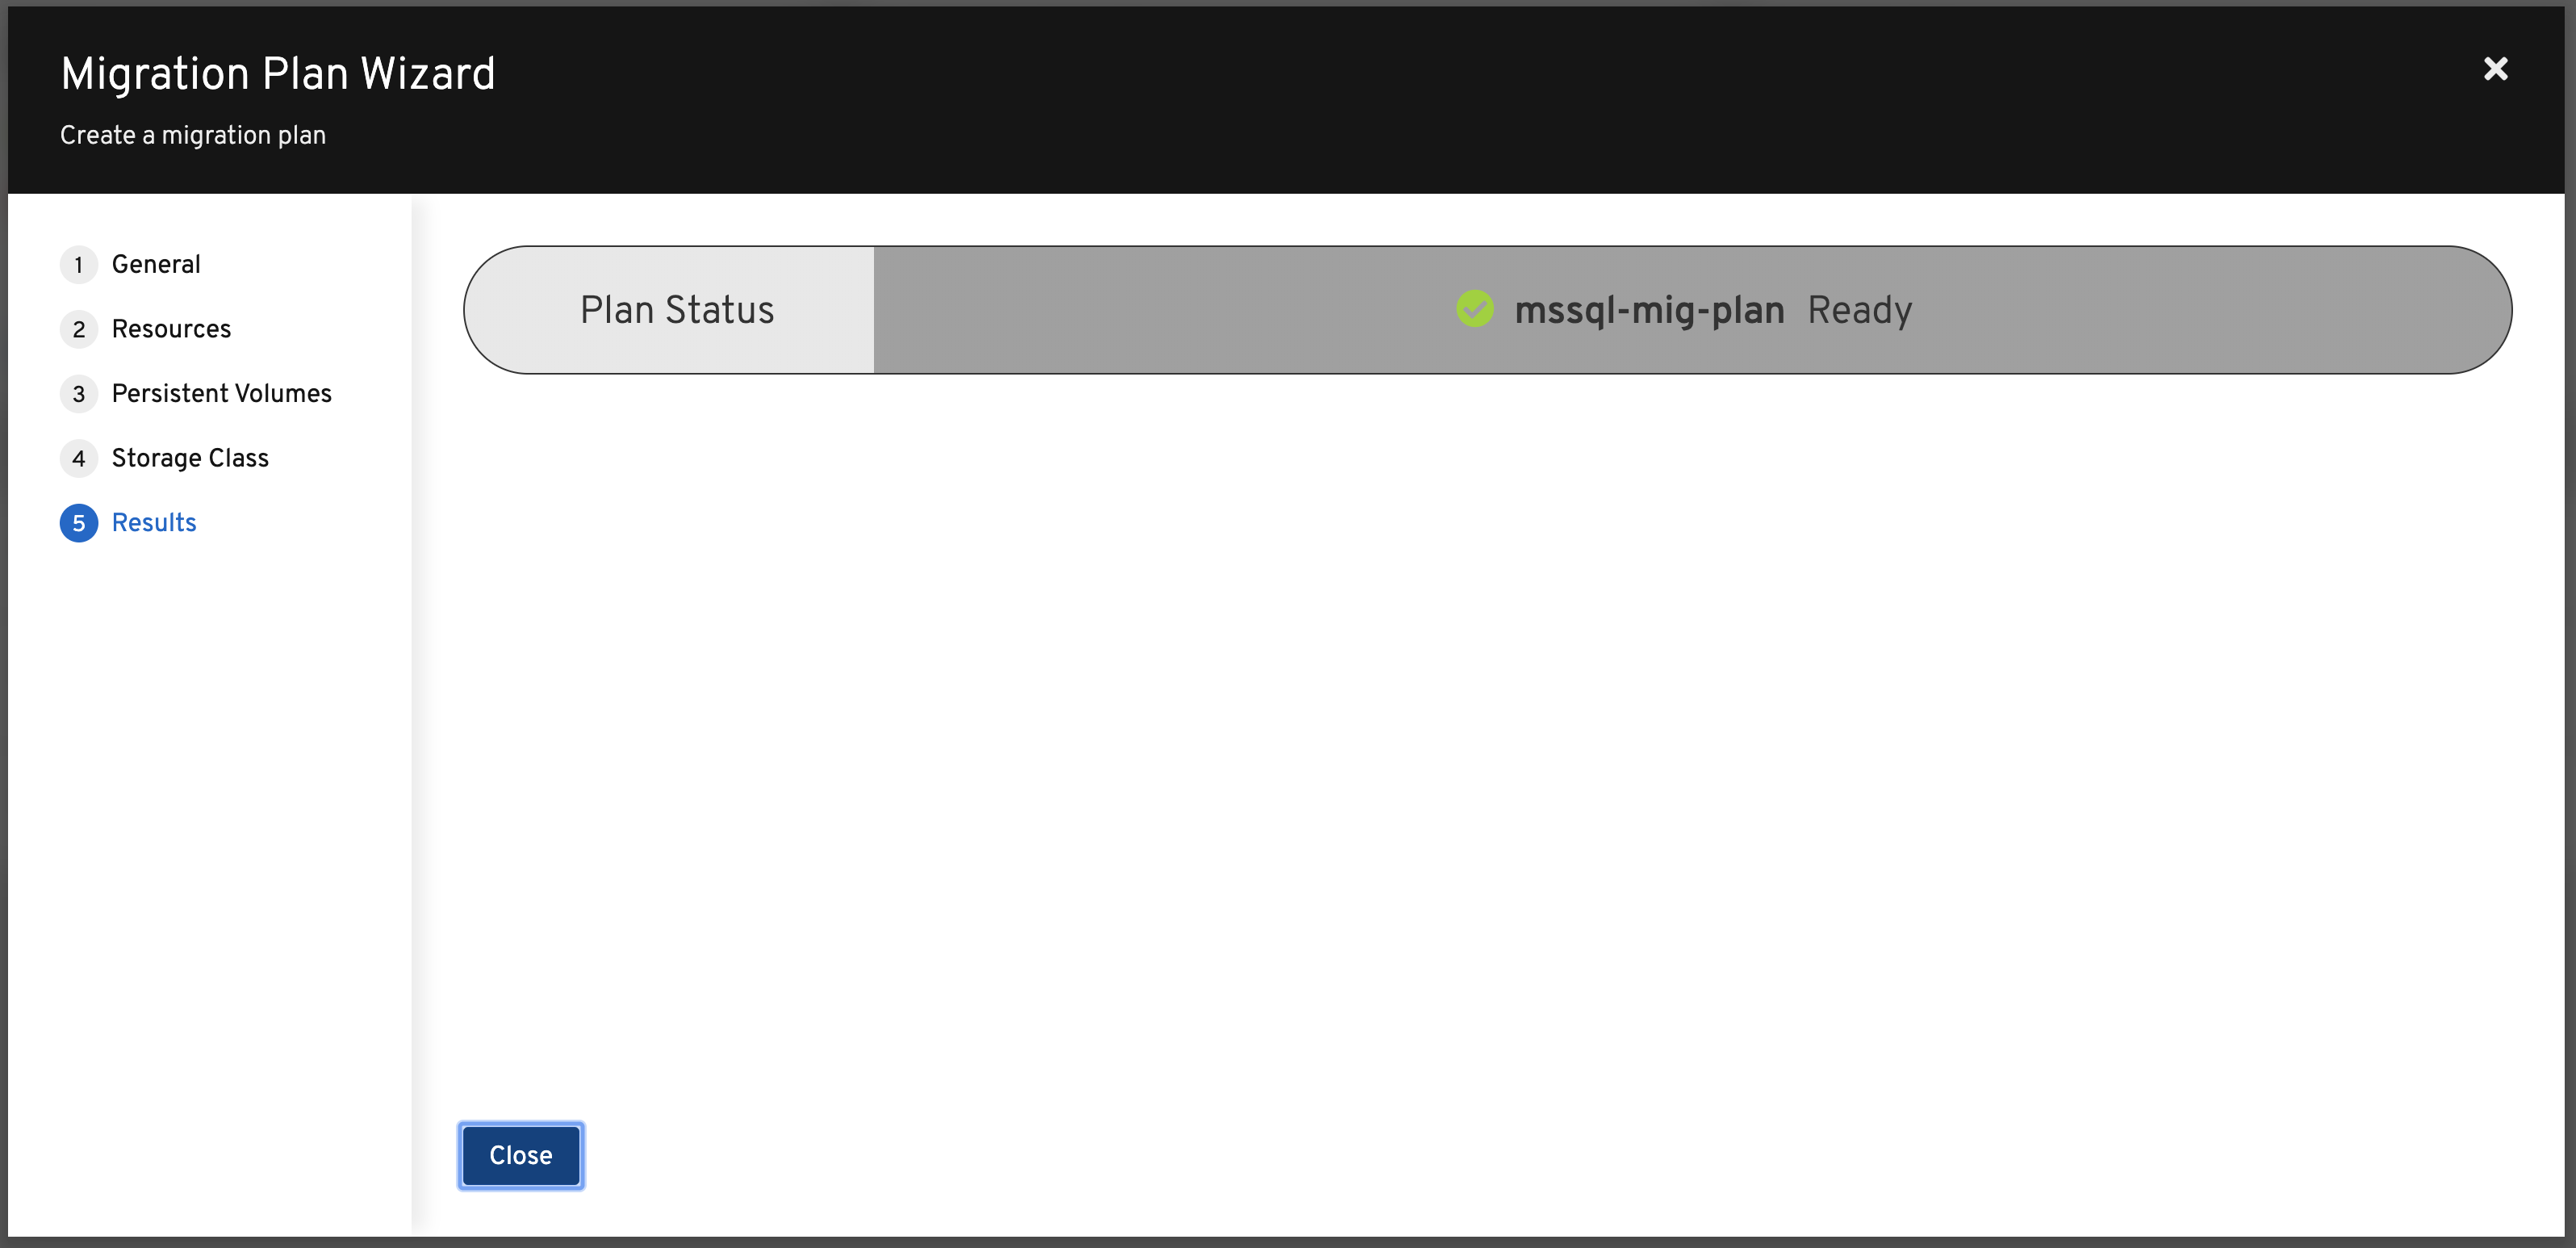 Migration Plan Wizard
Create a migration plan
1 General
2 Resources
3 Persistent Volumes
4 Storage Class
5 Results
Plan Status
mssql-mig-plan Ready
Close